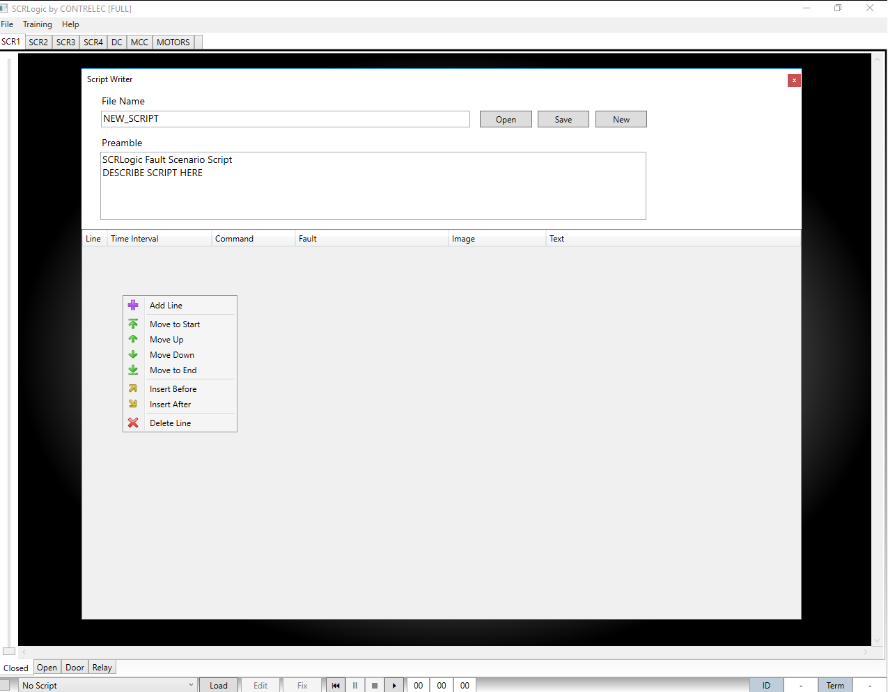 SCRLogic by CONTRELEC [FULL]
File Training Help
SCR1 SCR2 SCR3 SCR4 DC MCC MOTORS
Script Writer
x
File Name
NEW_SCRIPT Open Save New
Preamble
SCRLogic Fault Scenario Script
DESCRIBE SCRIPT HERE
Line Time Interval Command Fault Image Text
Add Line
Move to Start
Move Up
Move Down
Move to End
Insert Before
Insert After
Delete Line
Closed Open Door Relay
No Script Load Edit Fix 00 00 00 ID - Term -